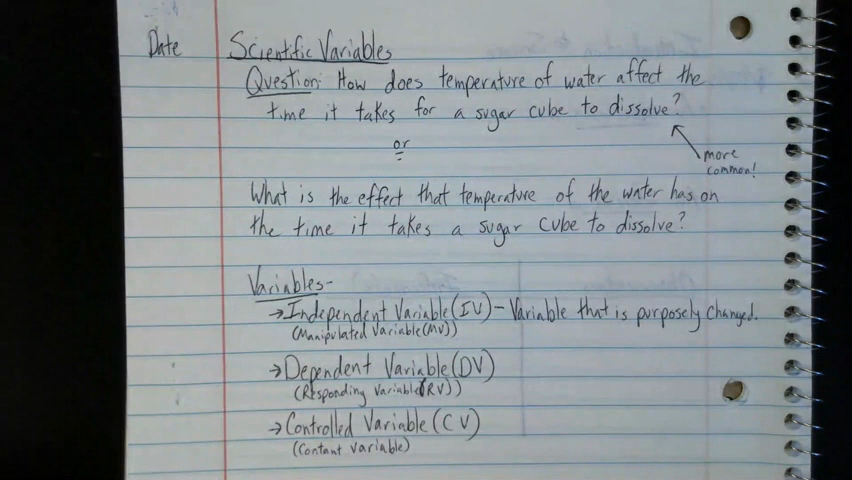 Date Scientific Variables
Question: How does temperature of water affect the
time it takes for a sugar cube to dissolve?
or
more
common!
What is the effect that temperature of the water has on
the time it takes a sugar cube to dissolve?
Variables-
→Independent Variable (IV) - Variable that is purposely changed.
(Manipulated Variable (MV))
→Dependent Variable (DV)
(Responding Variable (RV))
→Controlled Variable (CV)
(Contant Variable)